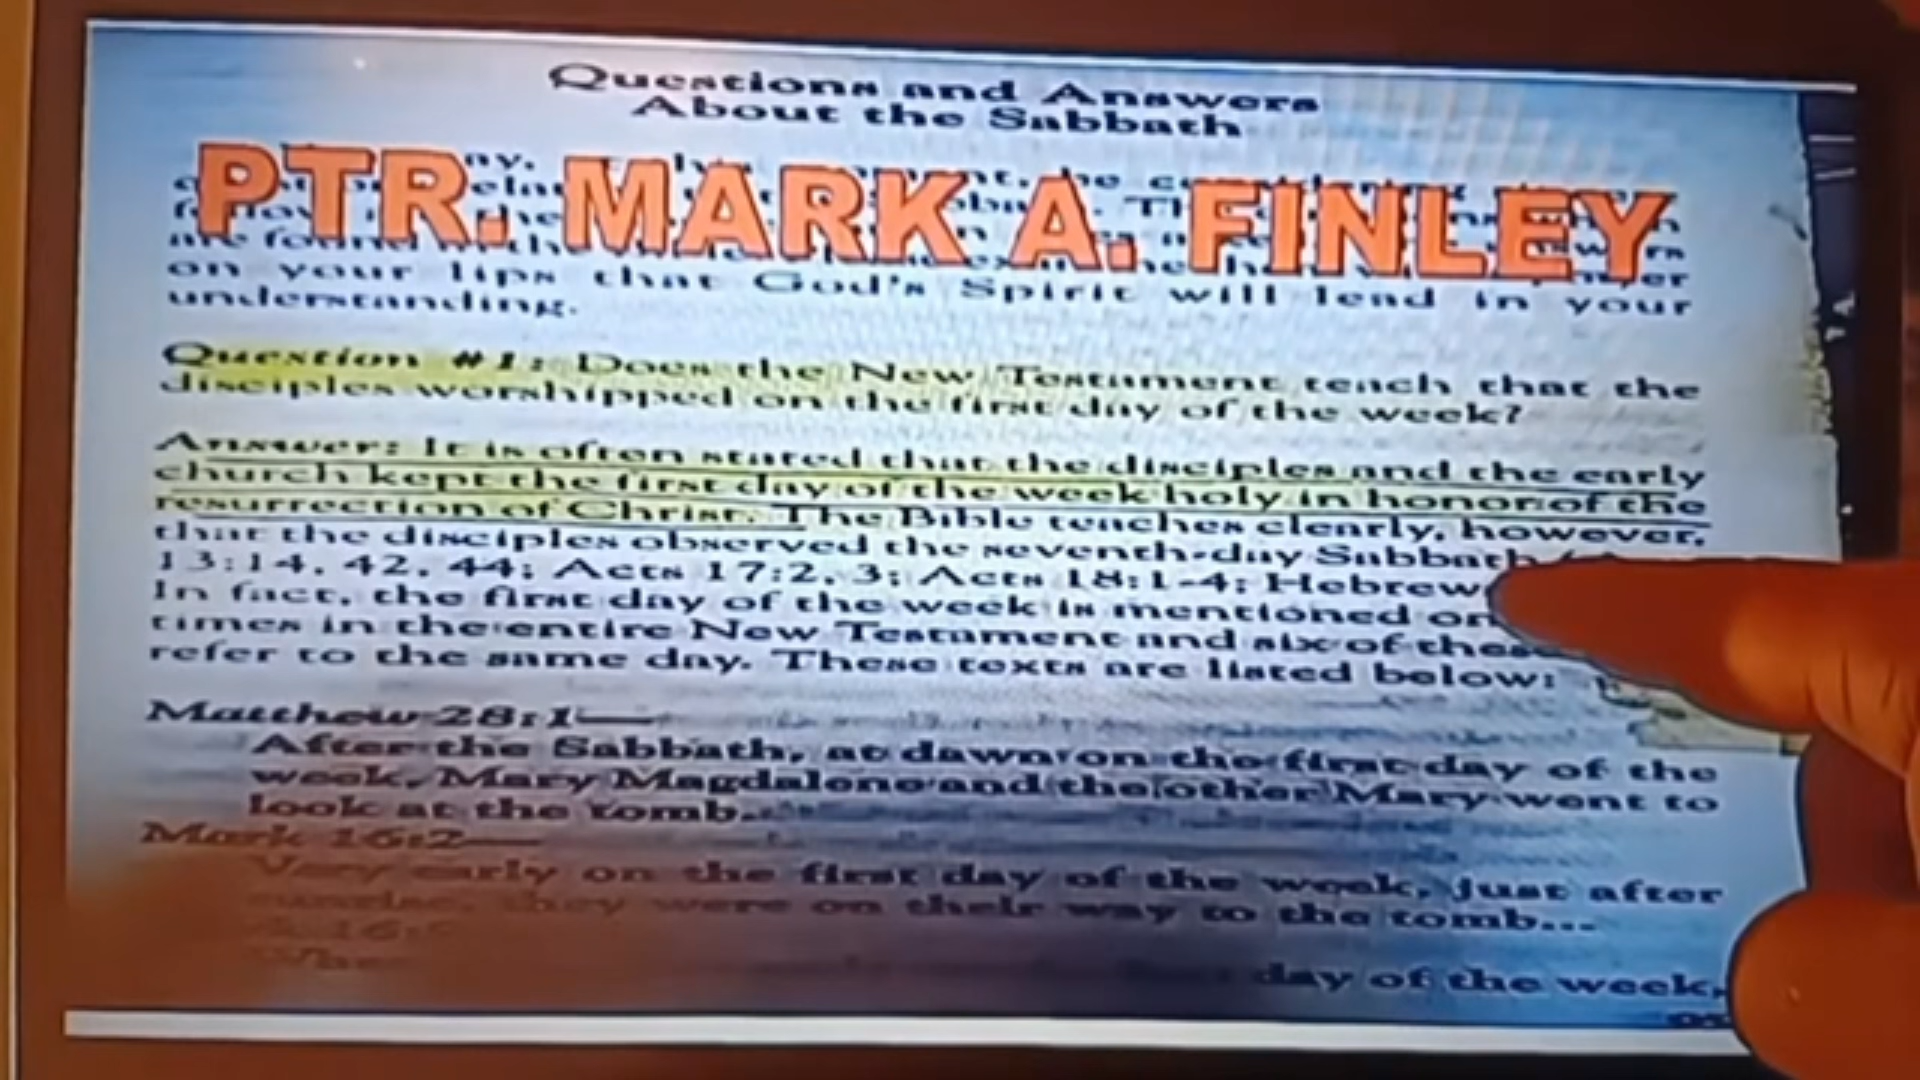 Questions and Answers
About the Sabbath
PTR. MARK A. FINLEY
on your lips that God's Spirit will lead in your
understanding.
Question #1: Does the New Testament teach that the
disciples worshipped on the first day of the week?
Answer: It is often stated that the disciples and the early
church kept the first day of the week holy in honor of the
resurrection of Christ. The Bible teaches clearly, however,
that the disciples observed the seventh-day Sabbath
13:14, 42, 44; Acts 17:2, 3; Acts 18:1-4; Hebrew
In fact, the first day of the week is mentioned on
times in the entire New Testament and six of these
refer to the same day. These texts are listed below:
Matthew 28:1—
After the Sabbath, at dawn on the first day of the
week, Mary Magdalene and the other Mary went to
look at the tomb.
Mark 16:2—
Very early on the first day of the week, just after
sunrise, they were on their way to the tomb...
day of the week,